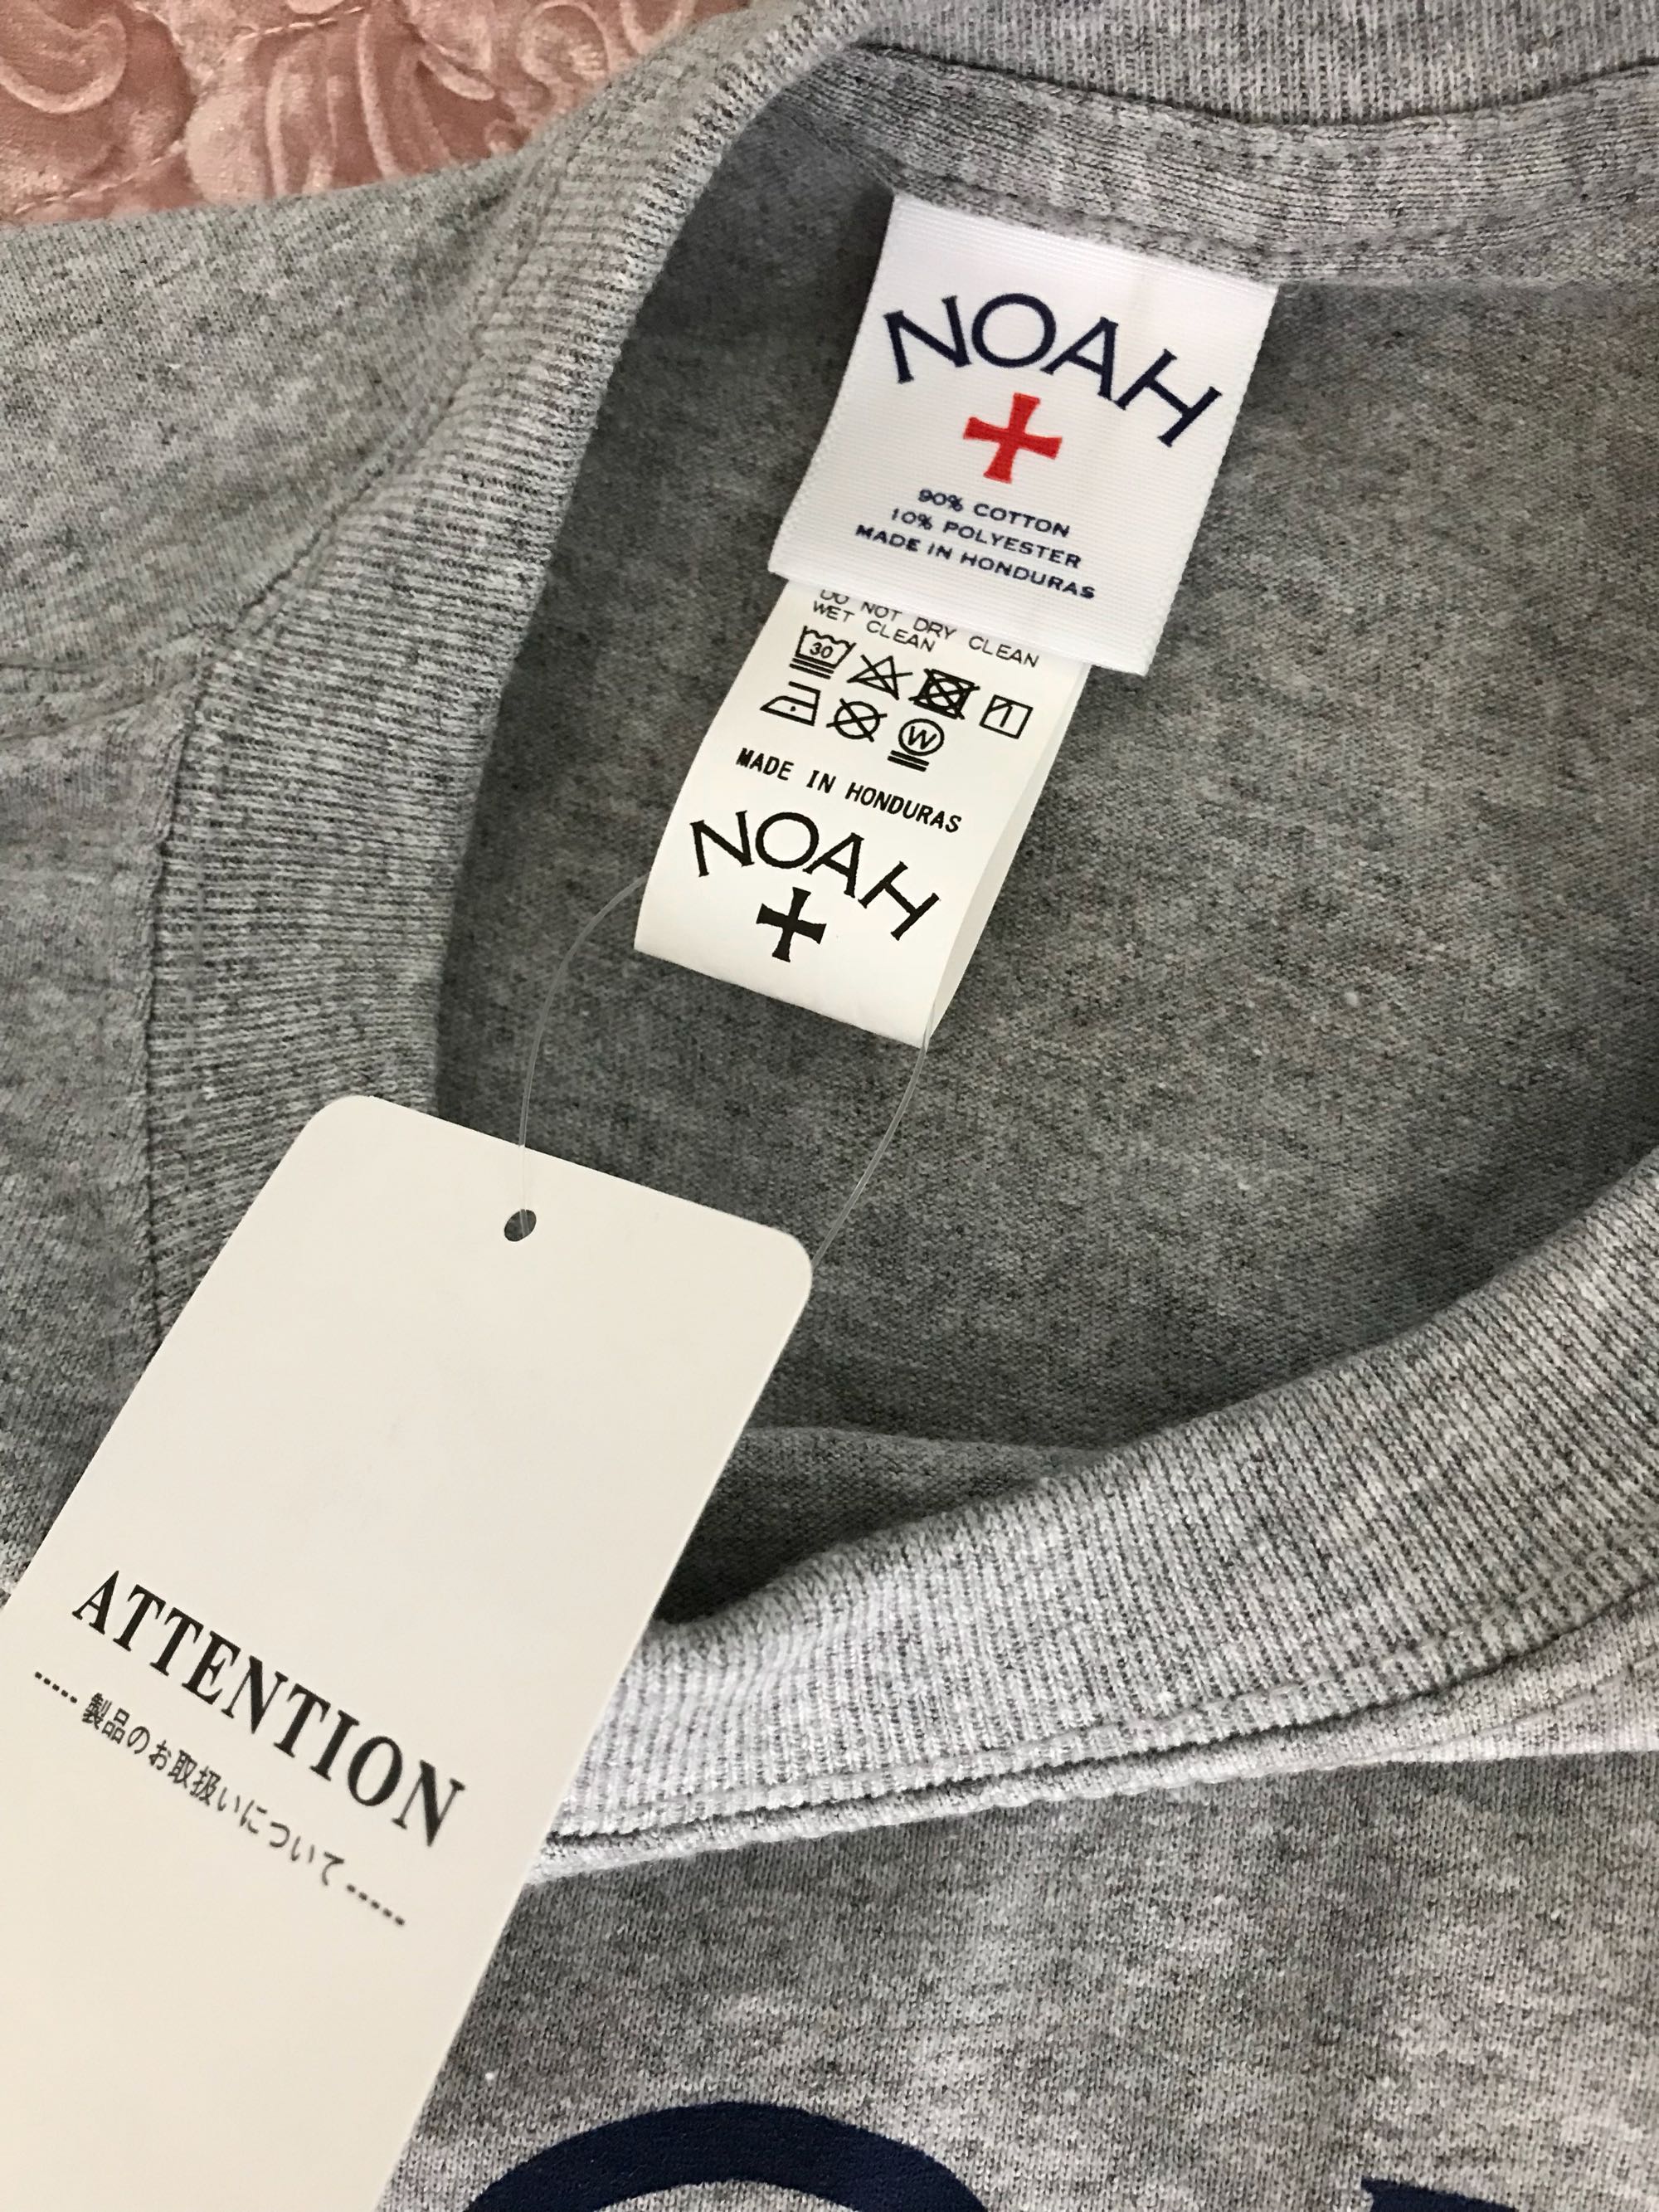 NOAH
90% COTTON
10% POLYESTER
MADE IN HONDURAS
DO NOT DRY CLEAN
WET CLEAN
30
W
MADE IN HONDURAS
NOAH
ATTENTION
----- 製品のお取扱いについて -----